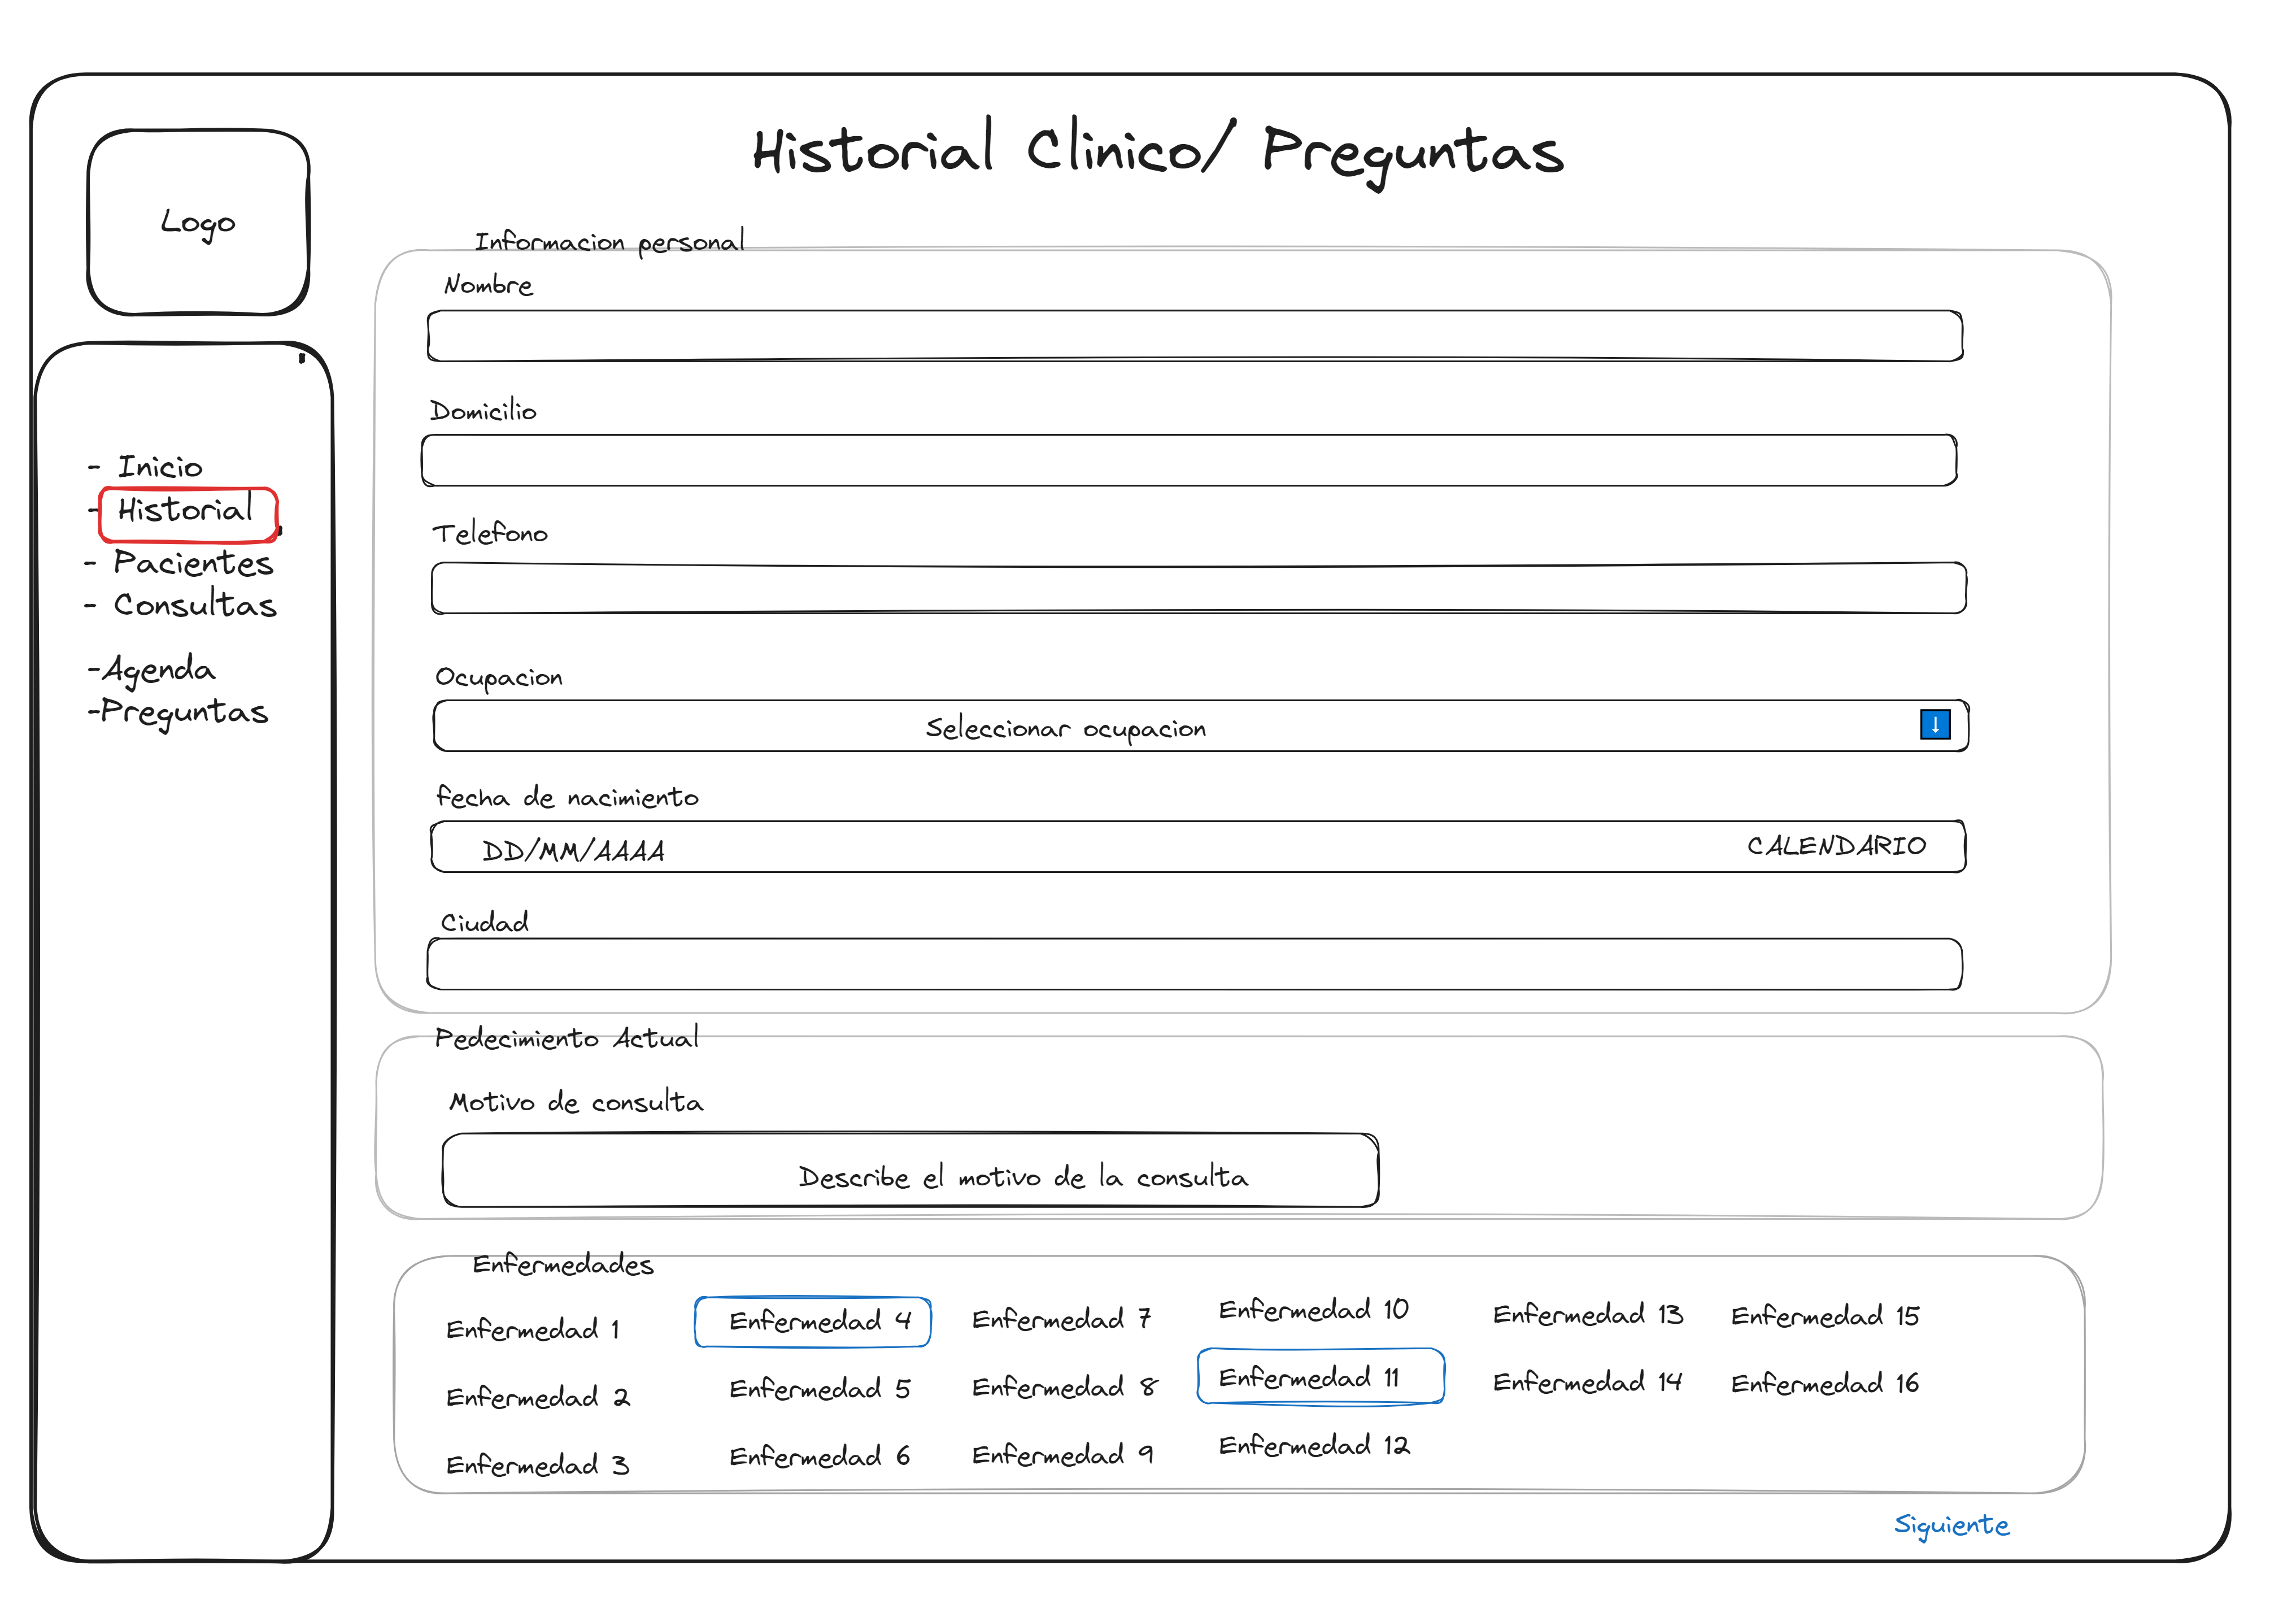 Historial Clinico/ Preguntas
Logo
- Inicio
- Historial
- Pacientes
- Consultas
-Agenda
-Preguntas
Informacion personal
Nombre
Domicilio
Telefono
Ocupacion
Seleccionar ocupacion
↓
fecha de nacimiento
DD/MM/AAAA CALENDARIO
Ciudad
Pedecimiento Actual
Motivo de consulta
Describe el motivo de la consulta
Enfermedades
Enfermedad 1
Enfermedad 2
Enfermedad 3
Enfermedad 4
Enfermedad 5
Enfermedad 6
Enfermedad 7
Enfermedad 8
Enfermedad 9
Enfermedad 10
Enfermedad 11
Enfermedad 12
Enfermedad 13
Enfermedad 14
Enfermedad 15
Enfermedad 16
Siguiente